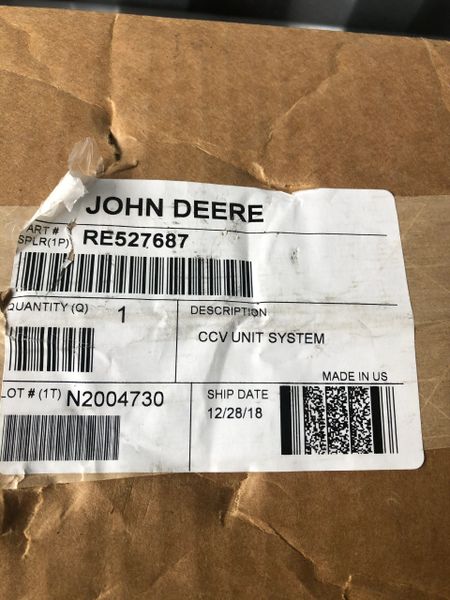 JOHN DEERE
ART #
SPLR(1P) RE527687
QUANTITY (Q) 1
DESCRIPTION
CCV UNIT SYSTEM
MADE IN US
LOT # (1T) N2004730
SHIP DATE
12/28/18